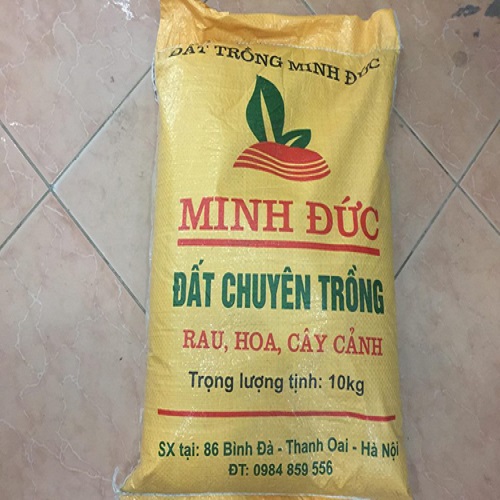 ĐẤT TRỒNG MINH ĐỨC
MINH ĐỨC
ĐẤT CHUYÊN TRỒNG
RAU, HOA, CÂY CẢNH
Trọng lượng tịnh: 10kg
SX tại: 86 Bình Đà - Thanh Oai - Hà Nội
ĐT: 0984 859 556